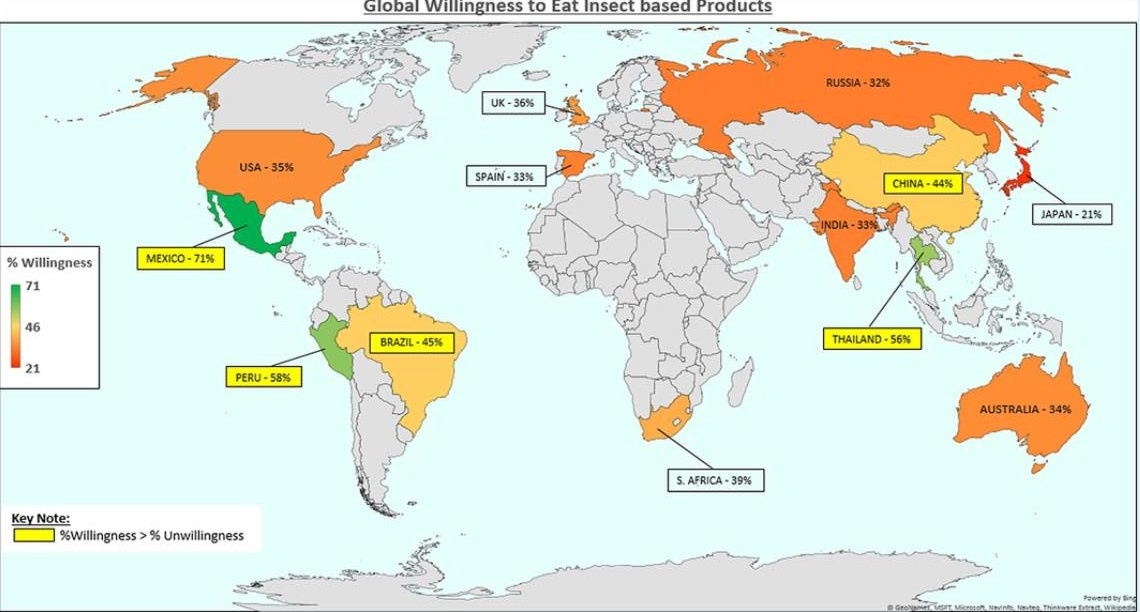 Global Willingness to Eat Insect based Products
RUSSIA - 32%
UK - 36%
USA - 35%
SPAIN - 33%
CHINA - 44%
JAPAN - 21%
INDIA - 33%
MEXICO - 71%
% Willingness
71
46
21
THAILAND - 56%
BRAZIL - 45%
PERU - 58%
AUSTRALIA - 34%
S. AFRICA - 39%
Key Note:
%Willingness > % Unwillingness
Powered by Bing
© GeoNames, MSFT, Microsoft, NavInfo, Navteq, Thinkware Extract, Wikipedia